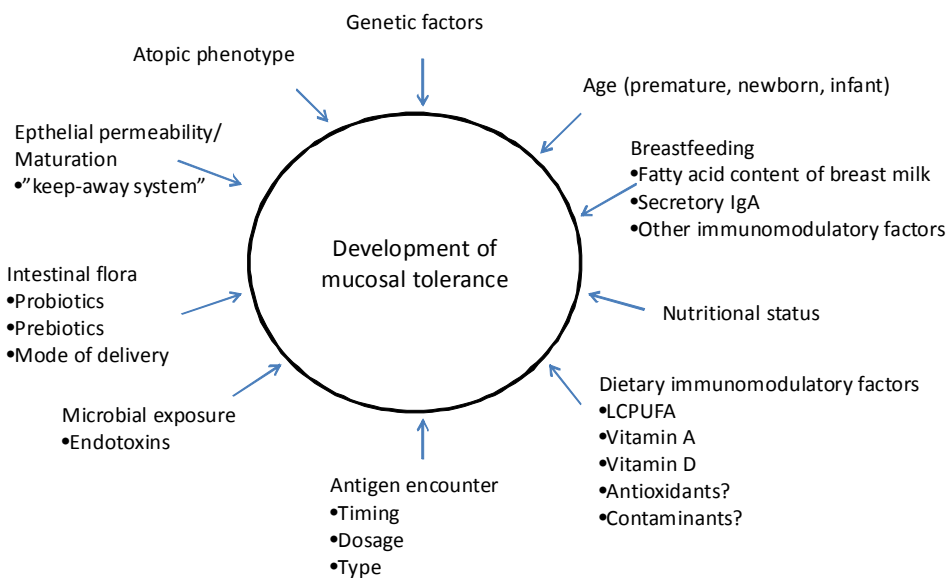 Genetic factors
Atopic phenotype
Age (premature, newborn, infant)
Epthelial permeability/
Maturation
•”keep-away system”
Breastfeeding
•Fatty acid content of breast milk
•Secretory IgA
•Other immunomodulatory factors
Development of
mucosal tolerance
Intestinal flora
•Probiotics
•Prebiotics
•Mode of delivery
Nutritional status
Dietary immunomodulatory factors
•LCPUFA
•Vitamin A
•Vitamin D
•Antioxidants?
•Contaminants?
Microbial exposure
•Endotoxins
Antigen encounter
•Timing
•Dosage
•Type